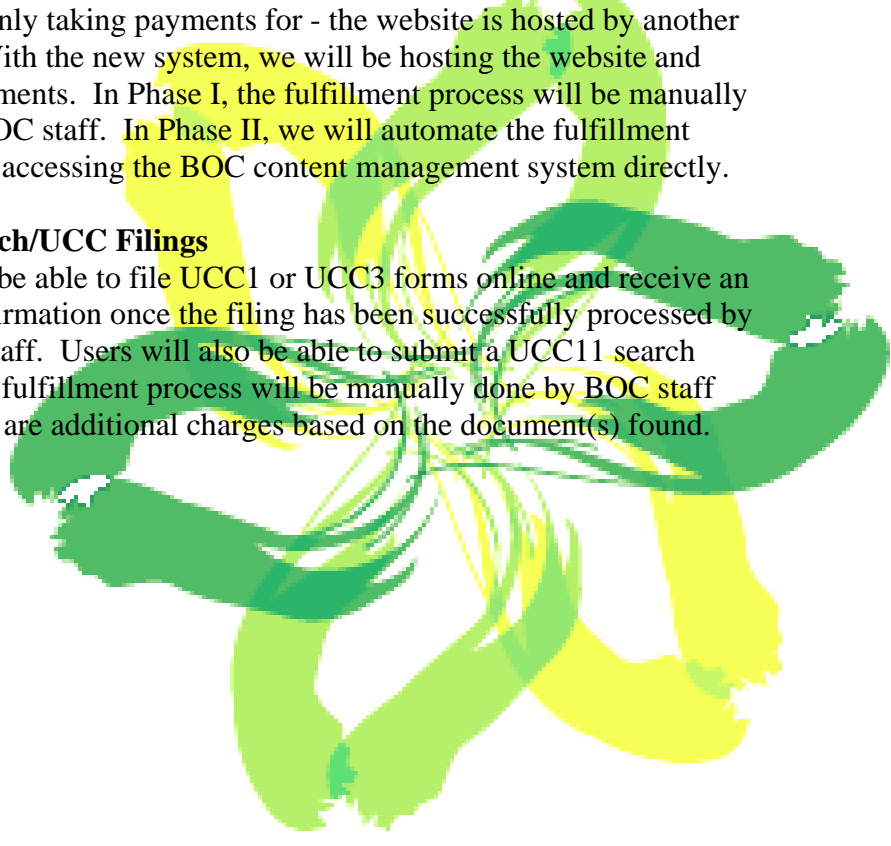 nly taking payments for - the website is hosted by another
ith the new system, we will be hosting the website and
ments. In Phase I, the fulfillment process will be manually
OC staff. In Phase II, we will automate the fulfillment
accessing the BOC content management system directly.
ch/UCC Filings
be able to file UCC1 or UCC3 forms online and receive an
irmation once the filing has been successfully processed by
aff. Users will also be able to submit a UCC11 search
fulfillment process will be manually done by BOC staff
are additional charges based on the document(s) found.